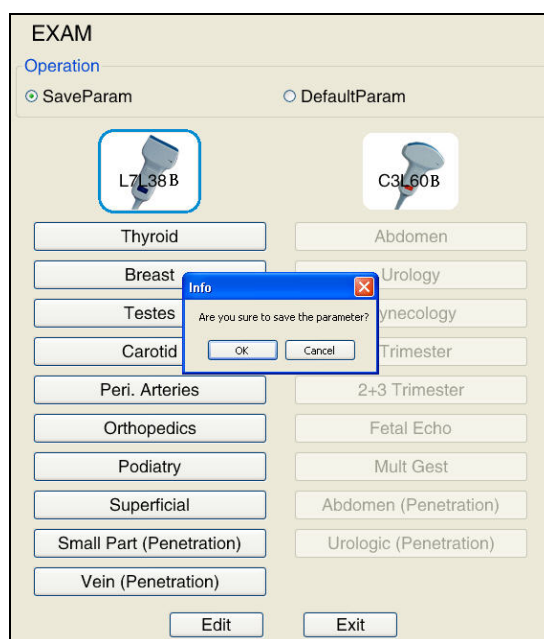 EXAM
Operation
SaveParam DefaultParam
L7L38B C3L60B
Thyroid Abdomen
Breast Urology
Info
Testes ynecology
Are you sure to save the parameter?
Carotid Trimester
OK Cancel
Peri. Arteries 2+3 Trimester
Orthopedics Fetal Echo
Podiatry Mult Gest
Superficial Abdomen (Penetration)
Small Part (Penetration) Urologic (Penetration)
Vein (Penetration)
Edit Exit